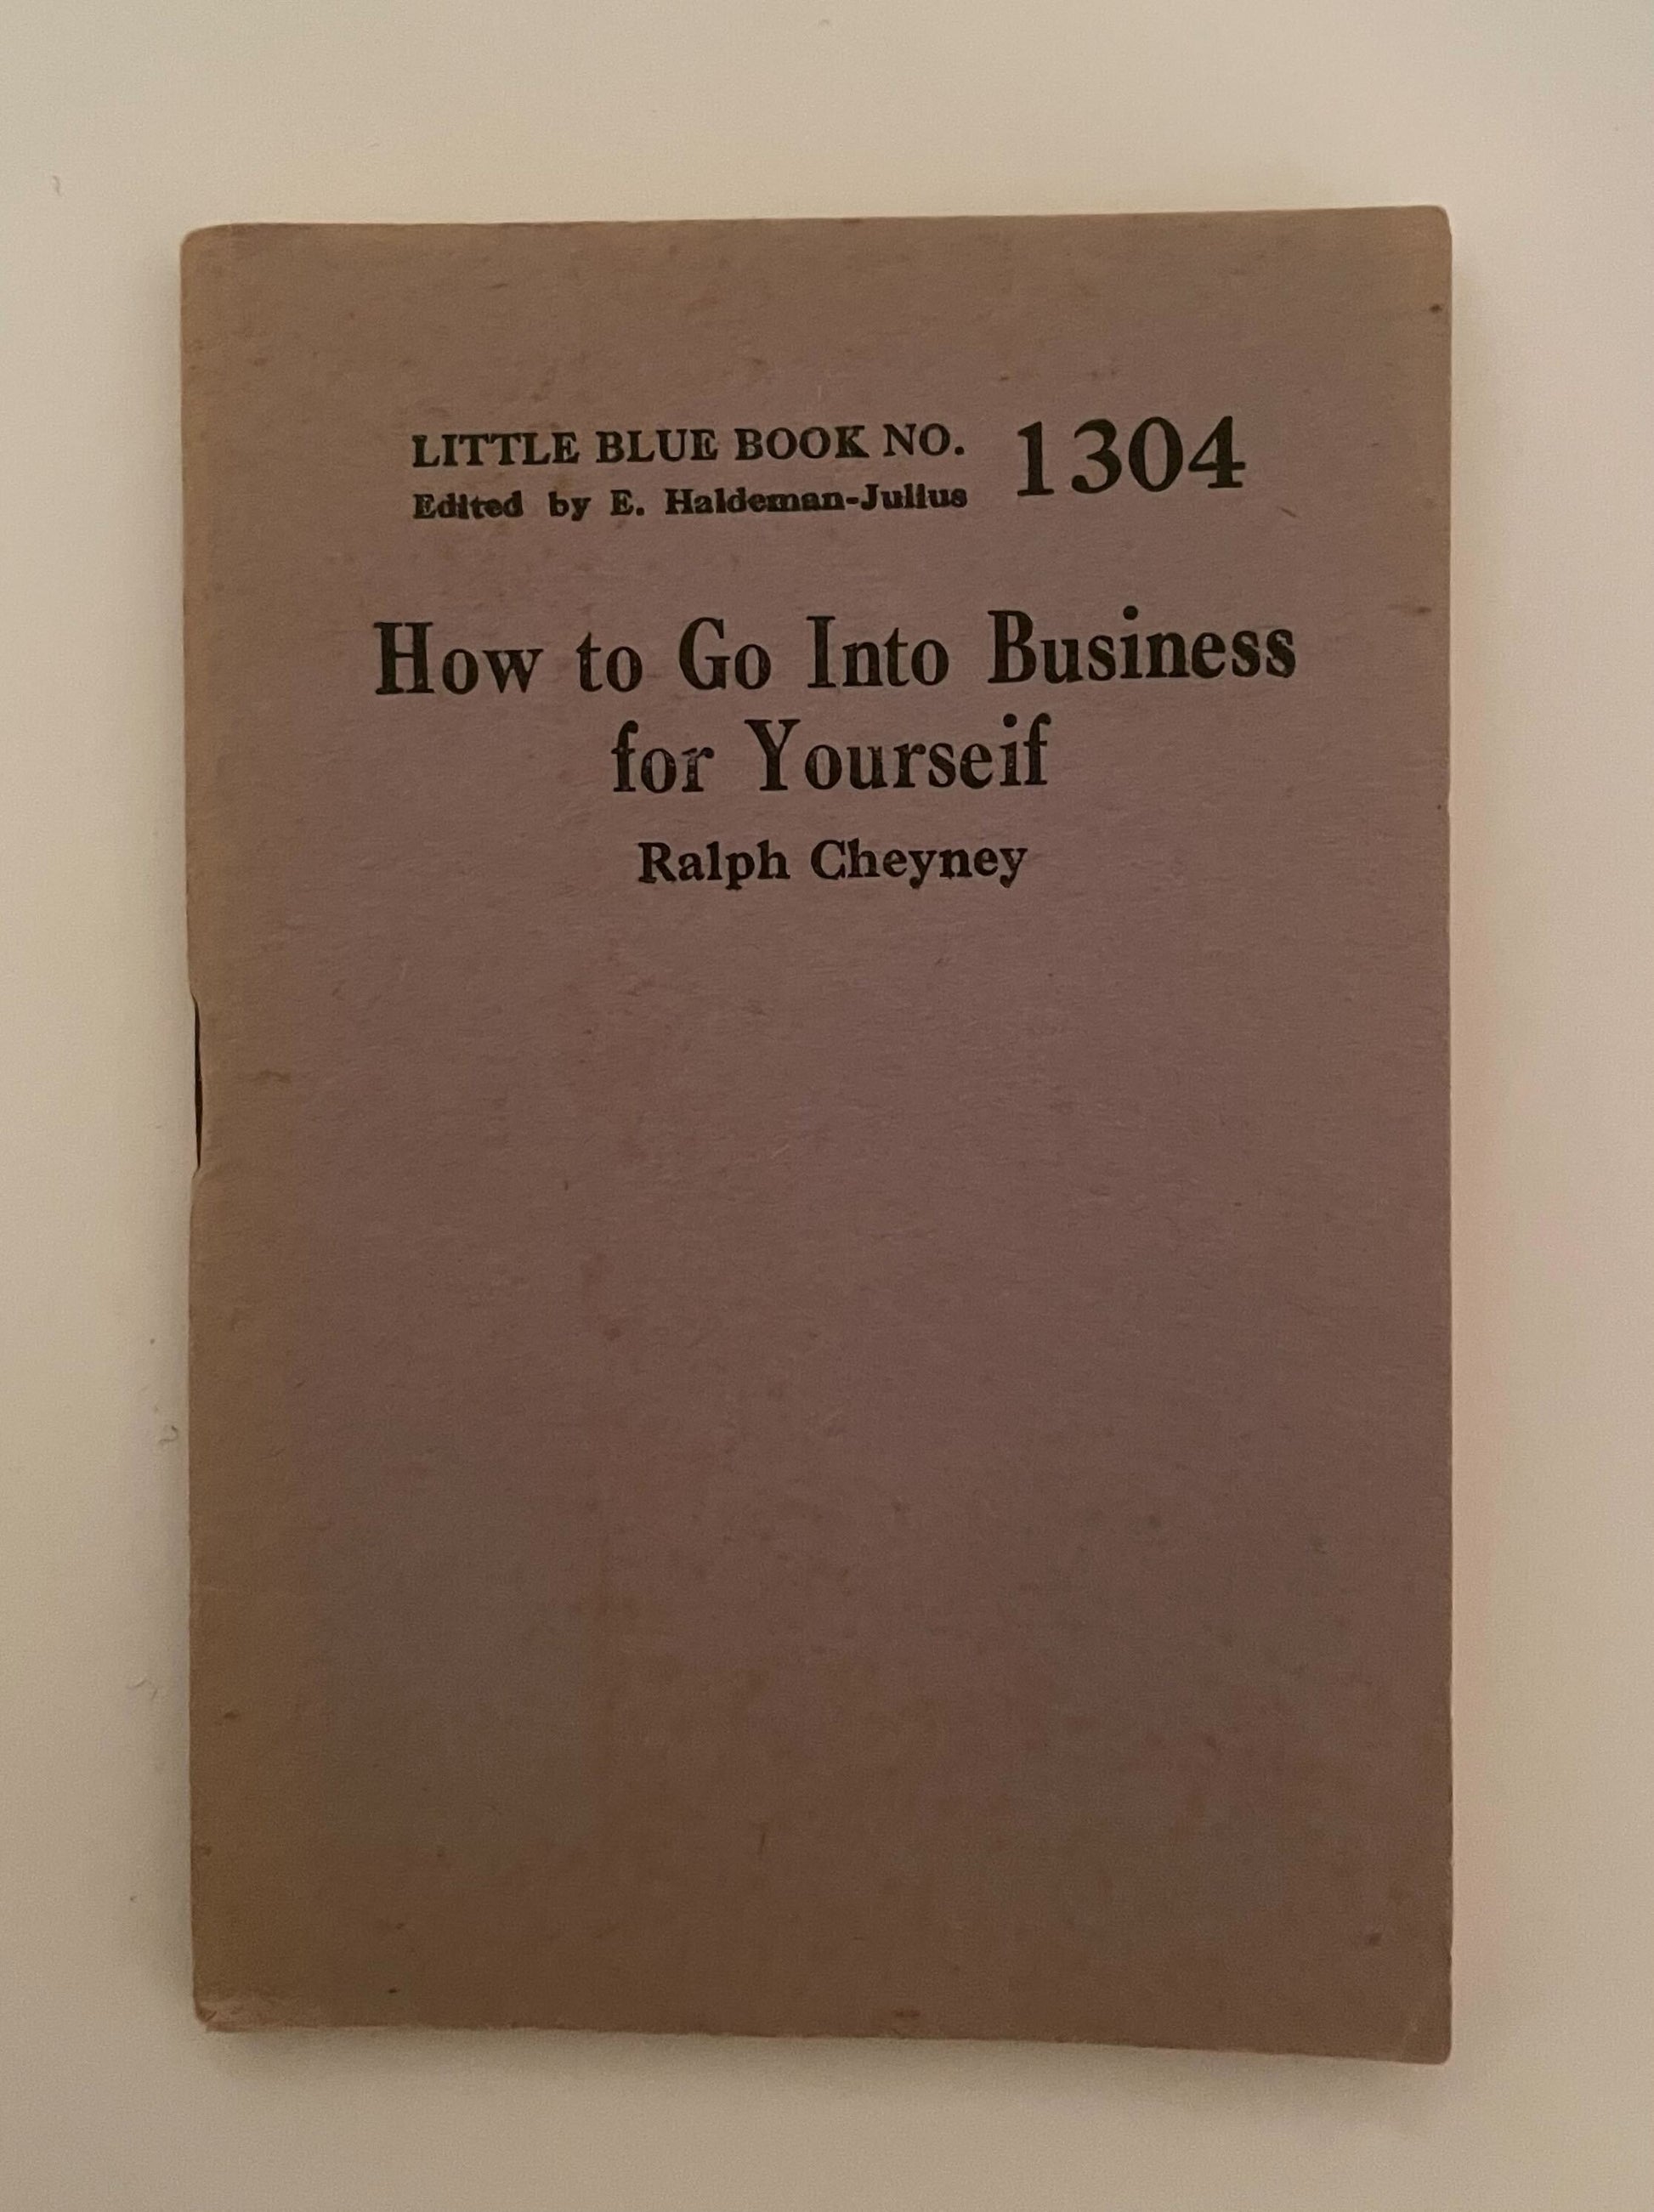 LITTLE BLUE BOOK NO. 1304
Edited by E. Haldeman-Julius
How to Go Into Business
for Yourseif
Ralph Cheyney